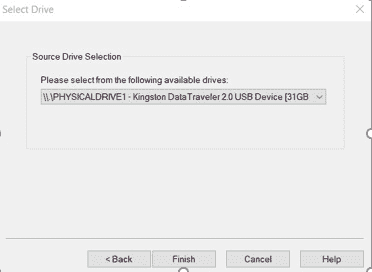 Select Drive
Source Drive Selection
Please select from the following available drives:
\\.\PHYSICALDRIVE1 - Kingston DataTraveler 2.0 USB Device [31GB
< Back
Finish
Cancel
Help